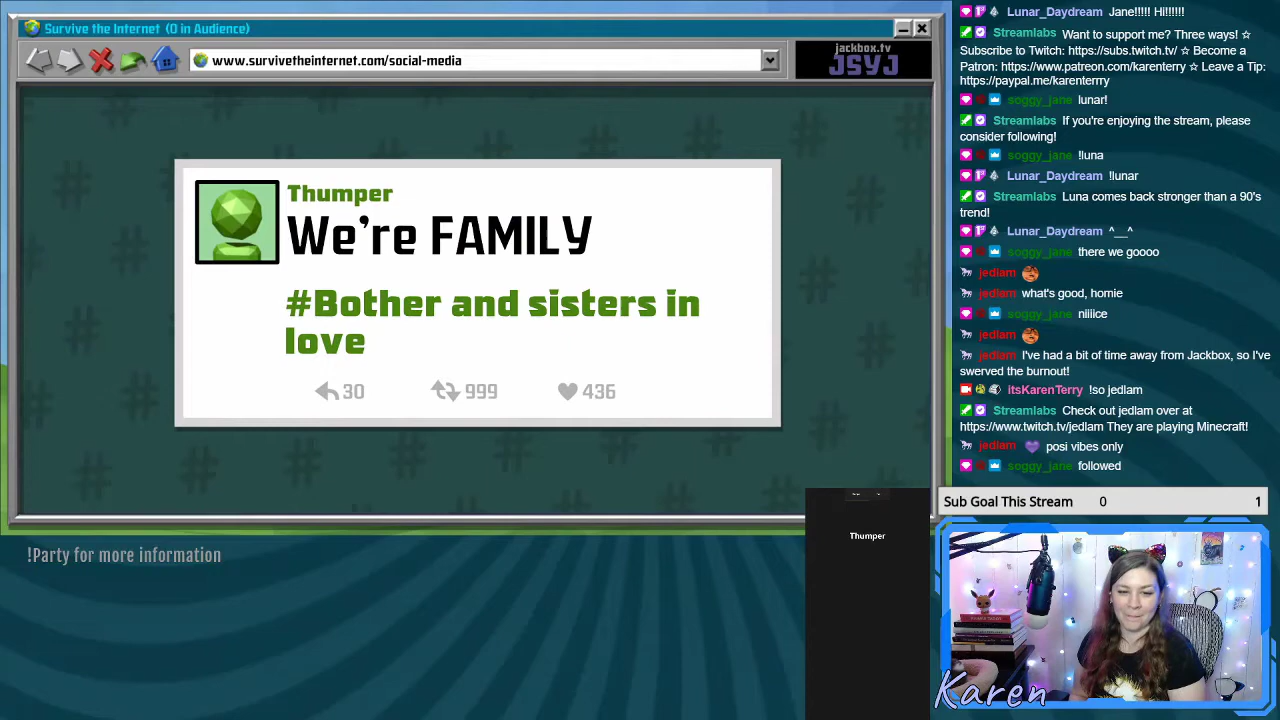 Survive the Internet (0 in Audience)
www.survivetheinternet.com/social-media
jackbox.tv
JSYJ
Thumper
We're FAMILY
#Bother and sisters in
love
30
999
436
!Party for more information
Thumper
Lunar_Daydream Jane!!!!! Hi!!!!!!
Streamlabs Want to support me? Three ways! ☆
Subscribe to Twitch: https://subs.twitch.tv/ ☆ Become a
Patron: https://www.patreon.com/karenterry ☆ Leave a Tip:
https://paypal.me/karenterrry
soggy_jane lunar!
Streamlabs If you're enjoying the stream, please
consider following!
soggy_jane !luna
Lunar_Daydream !lunar
Streamlabs Luna comes back stronger than a 90's
trend!
Lunar_Daydream ^__^
soggy_jane there we goooo
jedlam
jedlam what's good, homie
soggy_jane niiiice
jedlam
jedlam I've had a bit of time away from Jackbox, so I've
swerved the burnout!
itsKarenTerry !so jedlam
Streamlabs Check out jedlam over at
https://www.twitch.tv/jedlam They are playing Minecraft!
jedlam posi vibes only
soggy_jane followed
Sub Goal This Stream 0 1
Karen